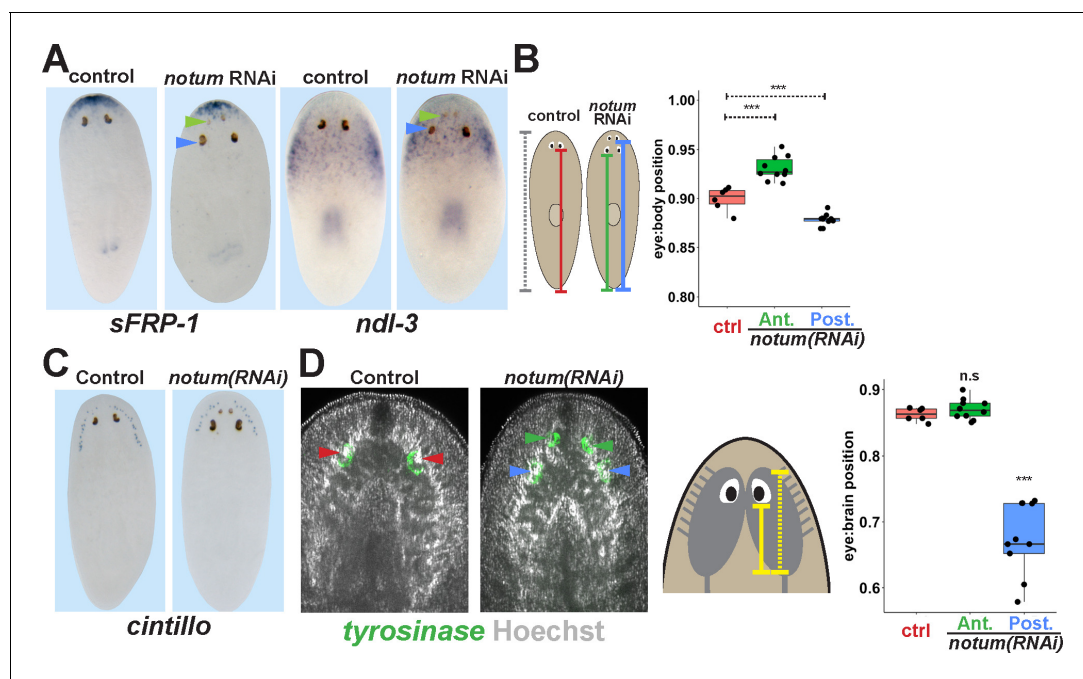 A
control
notum RNAi
control
notum RNAi
sFRP-1
ndl-3
B
control
notum
RNAi
eye:body position
1.00
0.95
0.90
0.85
0.80
***
***
ctrl
Ant.
Post.
notum(RNAi)
C
Control
notum(RNAi)
cintillo
D
Control
notum(RNAi)
tyrosinase Hoechst
eye:brain position
0.9
0.8
0.7
0.6
n.s
***
ctrl
Ant.
Post.
notum(RNAi)